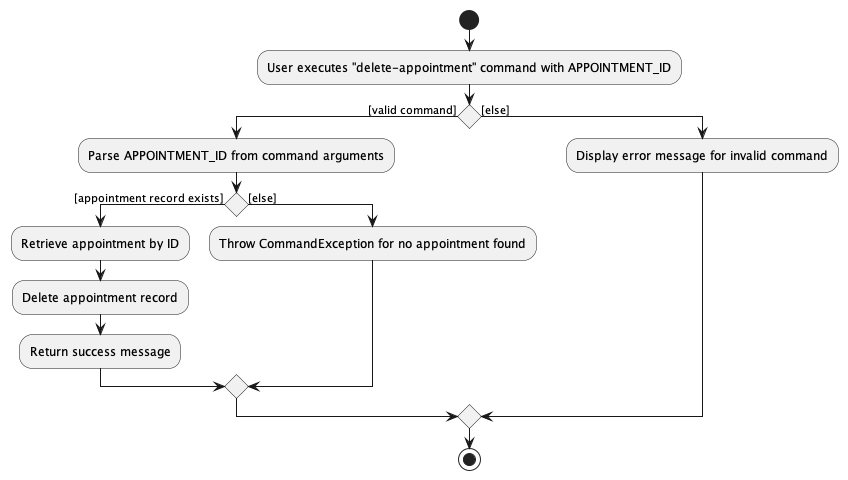 User executes "delete-appointment" command with APPOINTMENT_ID
[valid command]
[else]
Parse APPOINTMENT_ID from command arguments
Display error message for invalid command
[appointment record exists]
[else]
Retrieve appointment by ID
Throw CommandException for no appointment found
Delete appointment record
Return success message